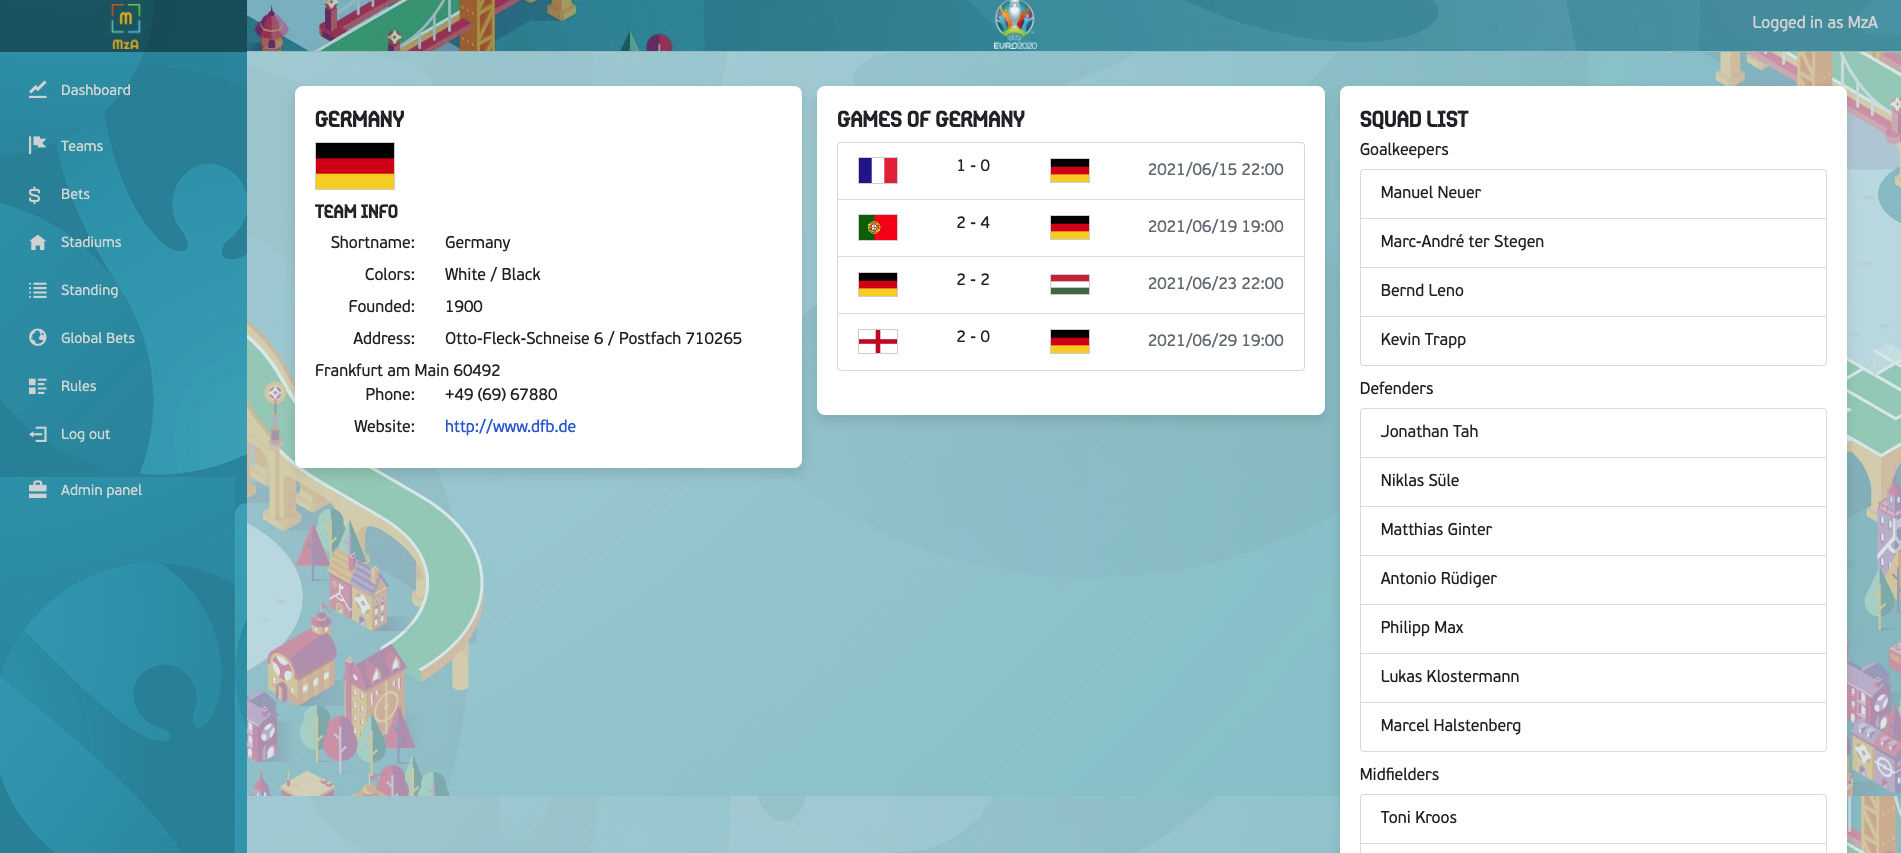 m
MzA
EURO2020
Logged in as MzA
Dashboard
Teams
Bets
Stadiums
Standing
Global Bets
Rules
Log out
Admin panel
GERMANY
TEAM INFO
Shortname: Germany
Colors: White / Black
Founded: 1900
Address: Otto-Fleck-Schneise 6 / Postfach 710265
Frankfurt am Main 60492
Phone: +49 (69) 67880
Website: http://www.dfb.de
GAMES OF GERMANY
1 - 0 2021/06/15 22:00
2 - 4 2021/06/19 19:00
2 - 2 2021/06/23 22:00
2 - 0 2021/06/29 19:00
SQUAD LIST
Goalkeepers
Manuel Neuer
Marc-André ter Stegen
Bernd Leno
Kevin Trapp
Defenders
Jonathan Tah
Niklas Süle
Matthias Ginter
Antonio Rüdiger
Philipp Max
Lukas Klostermann
Marcel Halstenberg
Midfielders
Toni Kroos